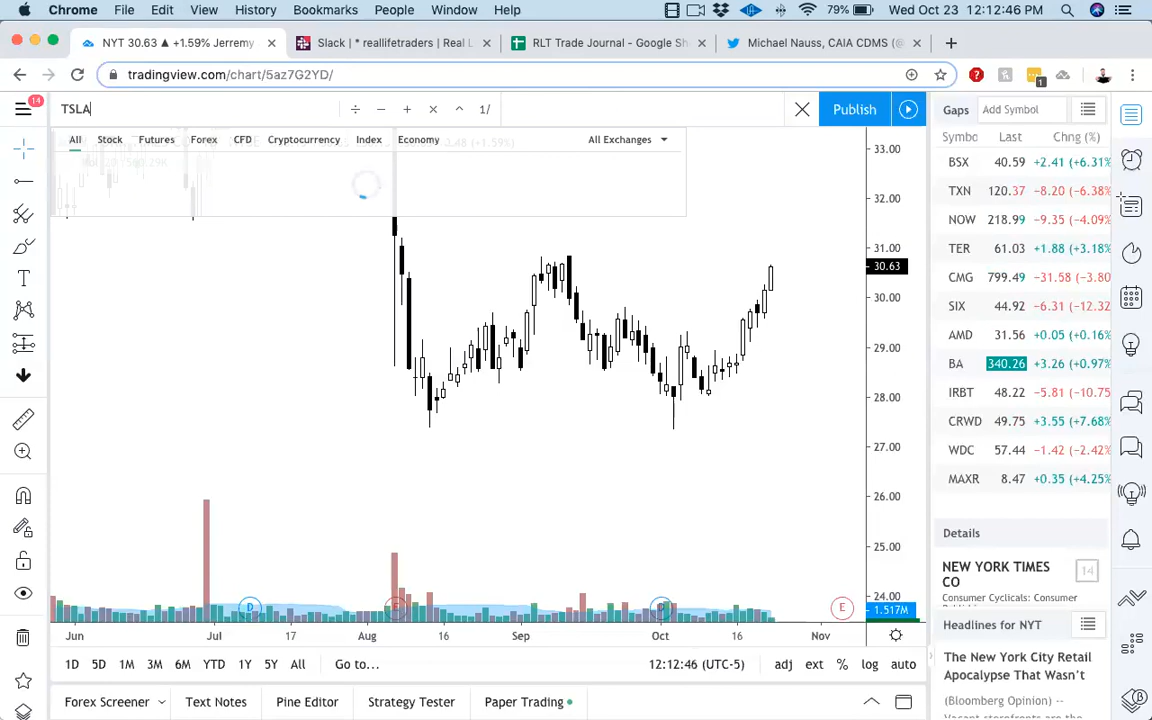 Chrome File Edit View History Bookmarks People Window Help 79% Wed Oct 23 12:12:46 PM
NYT 30.63 ▲ +1.59% Jerremy
Slack | * reallifetraders | Real L
RLT Trade Journal - Google Sh
Michael Nauss, CAIA CDMS (@
tradingview.com/chart/5az7G2YD/
1
14
TSLA
1/
Publish
Gaps Add Symbol
All Stock Futures Forex CFD Cryptocurrency Index Economy All Exchanges
Symbo Last Chng (%)
BSX 40.59 +2.41 (+6.31%
TXN 120.37 −8.20 (−6.38%
NOW 218.99 −9.35 (−4.09%
TER 61.03 +1.88 (+3.18%
CMG 799.49 −31.58 (−3.80
SIX 44.92 −6.31 (−12.32
AMD 31.56 +0.05 (+0.16%
BA 340.26 +3.26 (+0.97%
IRBT 48.22 −5.81 (−10.75
CRWD 49.75 +3.55 (+7.68%
WDC 57.44 −1.42 (−2.42%
MAXR 8.47 +0.35 (+4.25%
33.00
32.00
31.00
30.63
30.00
29.00
28.00
27.00
26.00
25.00
24.00
1.517M
D E D E
Jun Jul 17 Aug 16 Sep Oct 16 Nov
Details
NEW YORK TIMES CO
14
Consumer Cyclicals: Consumer
Headlines for NYT
The New York City Retail
Apocalypse That Wasn't
(Bloomberg Opinion) --
1D 5D 1M 3M 6M YTD 1Y 5Y All Go to... 12:12:46 (UTC-5) adj ext % log auto
Forex Screener Text Notes Pine Editor Strategy Tester Paper Trading